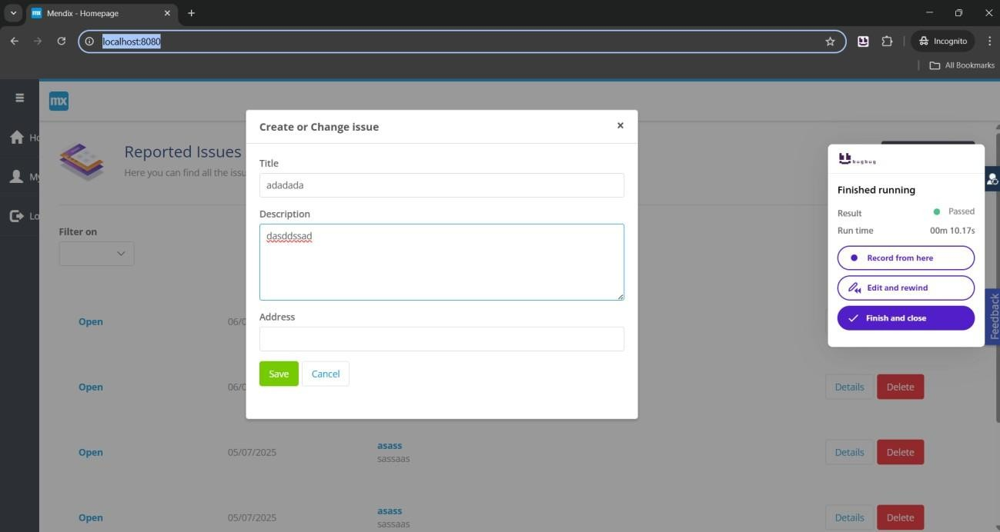 Mendix - Homepage
localhost:8080
Incognito
All Bookmarks
mx
Create or Change issue
Reported Issues
Here you can find all the issu
Title
adadada
Description
dasddssad
Address
Save Cancel
Filter on
bugbug
Finished running
Result Passed
Run time 00m 10.17s
Record from here
Edit and rewind
Finish and close
Feedback
Open 06/0
Open 06/0 Details Delete
Open 05/07/2025 asass Details Delete
sassaas
Open 05/07/2025 asass Details Delete
sassaas